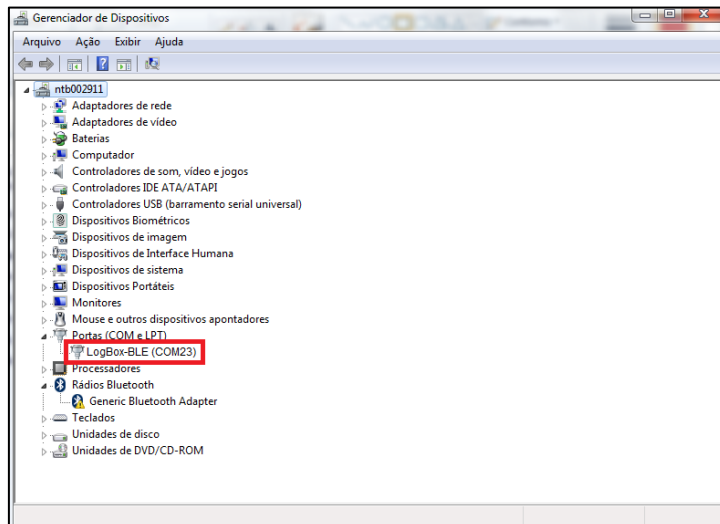 Gerenciador de Dispositivos
Arquivo Ação Exibir Ajuda
ntb002911
Adaptadores de rede
Adaptadores de vídeo
Baterias
Computador
Controladores de som, vídeo e jogos
Controladores IDE ATA/ATAPI
Controladores USB (barramento serial universal)
Dispositivos Biométricos
Dispositivos de imagem
Dispositivos de Interface Humana
Dispositivos de sistema
Dispositivos Portáteis
Monitores
Mouse e outros dispositivos apontadores
Portas (COM e LPT)
LogBox-BLE (COM23)
Processadores
Rádios Bluetooth
Generic Bluetooth Adapter
Teclados
Unidades de disco
Unidades de DVD/CD-ROM